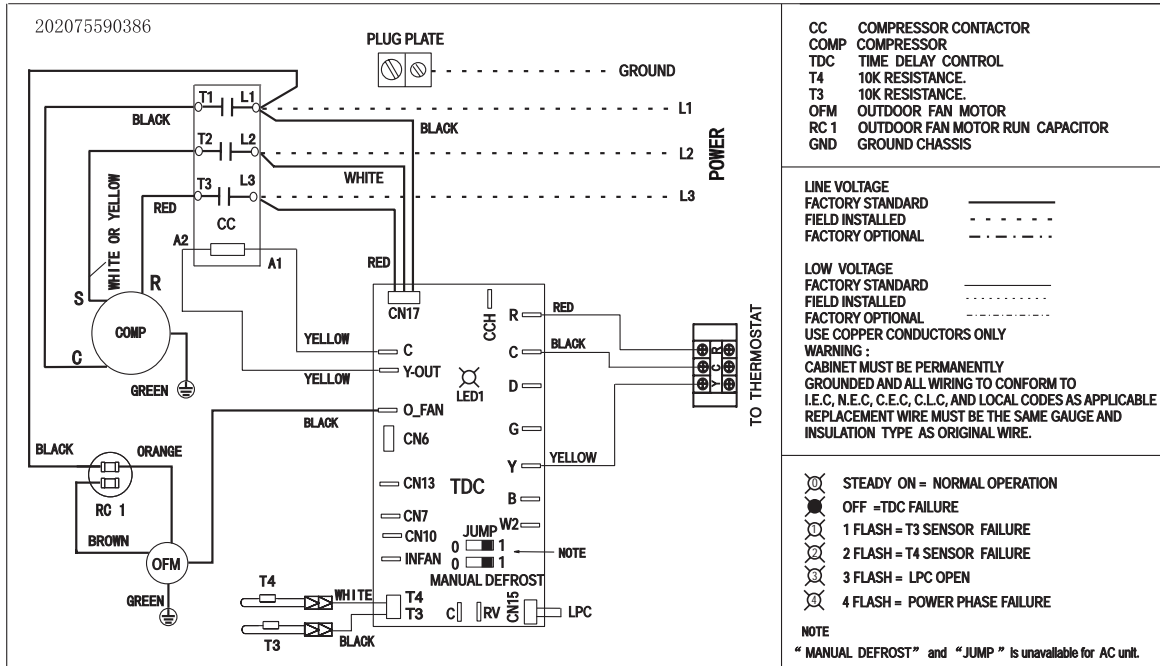 202075590386
PLUG PLATE
GROUND
T1 L1
L1
BLACK
BLACK
T2 L2
L2
WHITE
T3 L3
L3
RED
POWER
CC
WHITE OR YELLOW
A2
A1
RED
S
R
COMP
C
GREEN
CN17
CCH
R
RED
YELLOW
C
C
BLACK
Y-OUT
YELLOW
LED1
D
O_FAN
BLACK
CN6
G
BLACK
ORANGE
Y
YELLOW
CN13
TDC
B
RC 1
CN7
W2
CN10
JUMP
0 1
NOTE
BROWN
INFAN
0 1
OFM
MANUAL DEFROST
T4
WHITE
T4
GREEN
T3
C
RV
CN15
LPC
T3
BLACK
R
C
Y
TO THERMOSTAT
CC COMPRESSOR CONTACTOR
COMP COMPRESSOR
TDC TIME DELAY CONTROL
T4 10K RESISTANCE.
T3 10K RESISTANCE.
OFM OUTDOOR FAN MOTOR
RC 1 OUTDOOR FAN MOTOR RUN CAPACITOR
GND GROUND CHASSIS
LINE VOLTAGE
FACTORY STANDARD
FIELD INSTALLED
FACTORY OPTIONAL
LOW VOLTAGE
FACTORY STANDARD
FIELD INSTALLED
FACTORY OPTIONAL
USE COPPER CONDUCTORS ONLY
WARNING :
CABINET MUST BE PERMANENTLY
GROUNDED AND ALL WIRING TO CONFORM TO
I.E.C, N.E.C, C.E.C, C.L.C, AND LOCAL CODES AS APPLICABLE
REPLACEMENT WIRE MUST BE THE SAME GAUGE AND
INSULATION TYPE AS ORIGINAL WIRE.
0 STEADY ON = NORMAL OPERATION
OFF =TDC FAILURE
1 1 FLASH = T3 SENSOR FAILURE
2 2 FLASH = T4 SENSOR FAILURE
3 3 FLASH = LPC OPEN
4 4 FLASH = POWER PHASE FAILURE
NOTE
“ MANUAL DEFROST” and “JUMP ” is unavailable for AC unit.